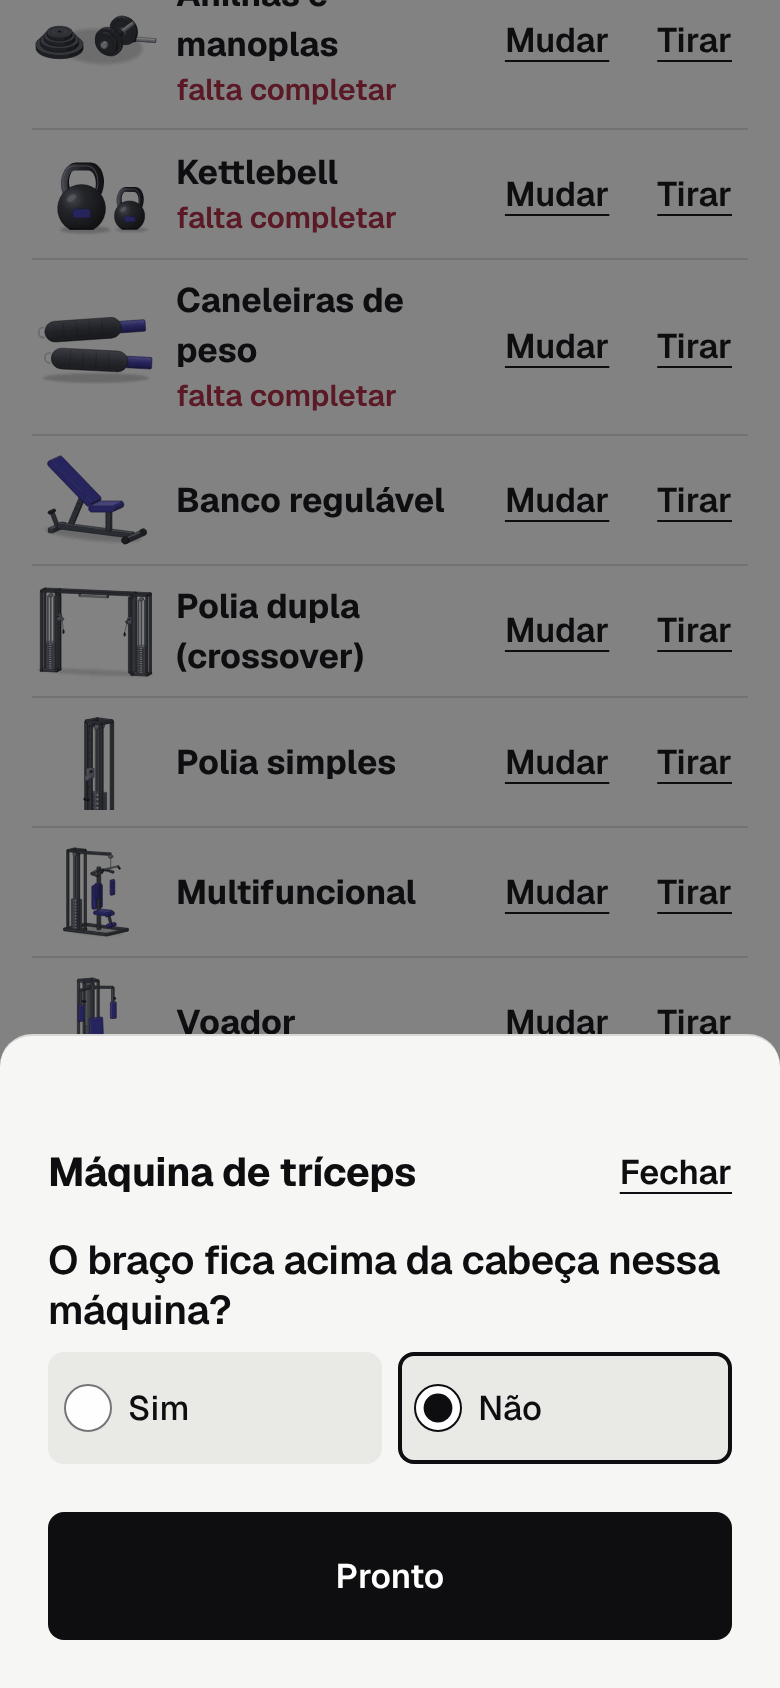 Anilhas e
manoplas
falta completar
Mudar
Tirar
Kettlebell
falta completar
Mudar
Tirar
Caneleiras de
peso
falta completar
Mudar
Tirar
Banco regulável
Mudar
Tirar
Polia dupla
(crossover)
Mudar
Tirar
Polia simples
Mudar
Tirar
Multifuncional
Mudar
Tirar
Voador
Mudar
Tirar
Máquina de tríceps
Fechar
O braço fica acima da cabeça nessa
máquina?
Sim
Não
Pronto